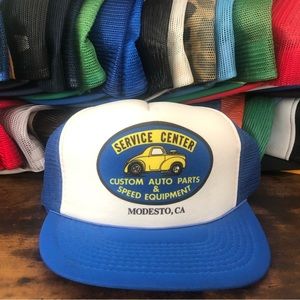 SERVICE CENTER
CUSTOM AUTO PARTS
&
SPEED EQUIPMENT
MODESTO, CA